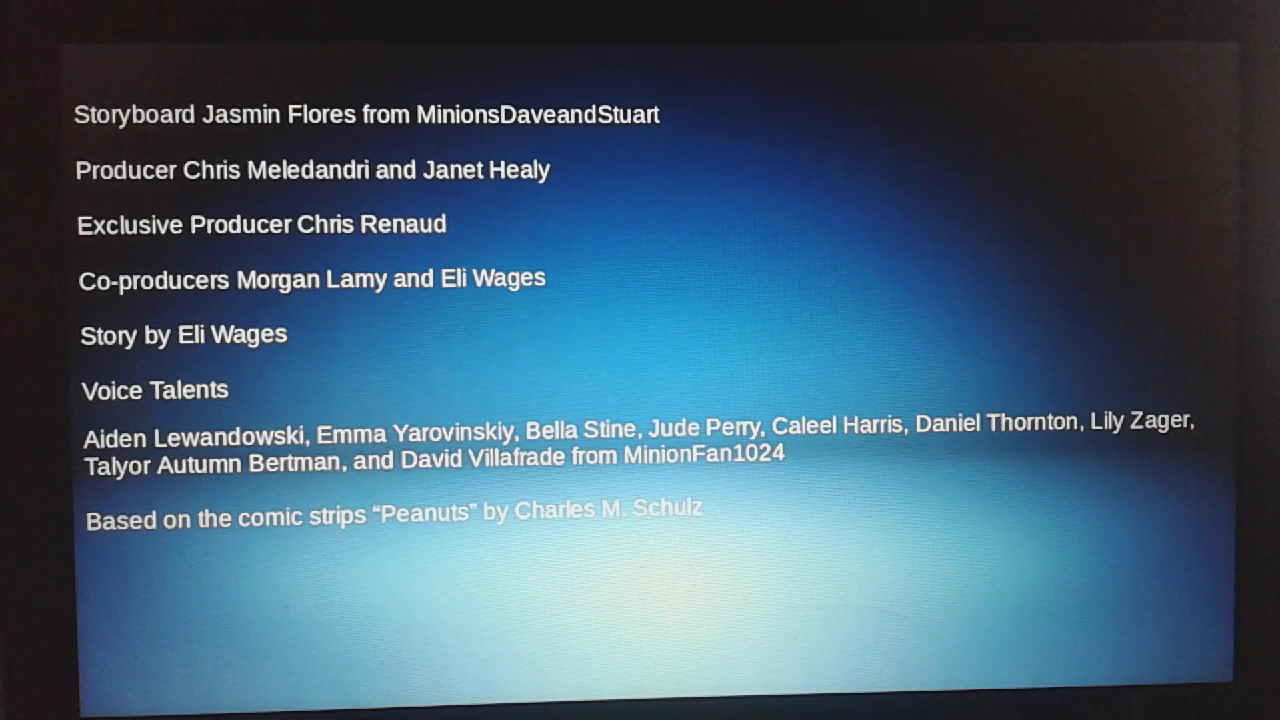 Storyboard Jasmin Flores from MinionsDaveandStuart
Producer Chris Meledandri and Janet Healy
Exclusive Producer Chris Renaud
Co-producers Morgan Lamy and Eli Wages
Story by Eli Wages
Voice Talents
Aiden Lewandowski, Emma Yarovinskiy, Bella Stine, Jude Perry, Caleel Harris, Daniel Thornton, Lily Zager,
Talyor Autumn Bertman, and David Villafrade from MinionFan1024
Based on the comic strips “Peanuts” by Charles M. Schulz